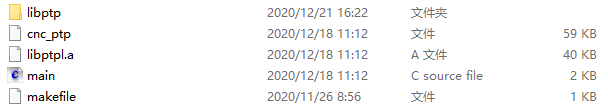 libptp 2020/12/21 16:22 文件夹
cnc_ptp 2020/12/18 11:12 文件 59 KB
libptpl.a 2020/12/18 11:12 A 文件 40 KB
main 2020/12/18 11:12 C source file 2 KB
makefile 2020/11/26 8:56 文件 1 KB